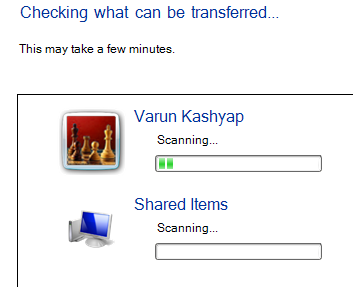 Checking what can be transferred...
This may take a few minutes.
Varun Kashyap
Scanning...
Shared Items
Scanning...